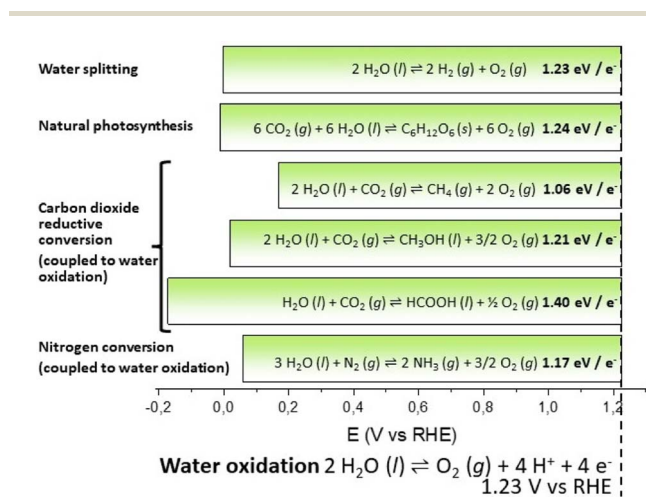 Water splitting
2 H₂O (l) ⇌ 2 H₂ (g) + O₂ (g) 1.23 eV / e⁻
Natural photosynthesis
6 CO₂ (g) + 6 H₂O (l) ⇌ C₆H₁₂O₆ (s) + 6 O₂ (g) 1.24 eV / e⁻
2 H₂O (l) + CO₂ (g) ⇌ CH₄ (g) + 2 O₂ (g) 1.06 eV / e⁻
Carbon dioxide
reductive
conversion
(coupled to water
oxidation)
2 H₂O (l) + CO₂ (g) ⇌ CH₃OH (l) + 3/2 O₂ (g) 1.21 eV / e⁻
H₂O (l) + CO₂ (g) ⇌ HCOOH (l) + ½ O₂ (g) 1.40 eV / e⁻
Nitrogen conversion
(coupled to water oxidation)
3 H₂O (l) + N₂ (g) ⇌ 2 NH₃ (g) + 3/2 O₂ (g) 1.17 eV / e⁻
-0,2 0,0 0,2 0,4 0,6 0,8 1,0 1,2
E (V vs RHE)
Water oxidation 2 H₂O (l) ⇌ O₂ (g) + 4 H⁺ + 4 e⁻
1.23 V vs RHE